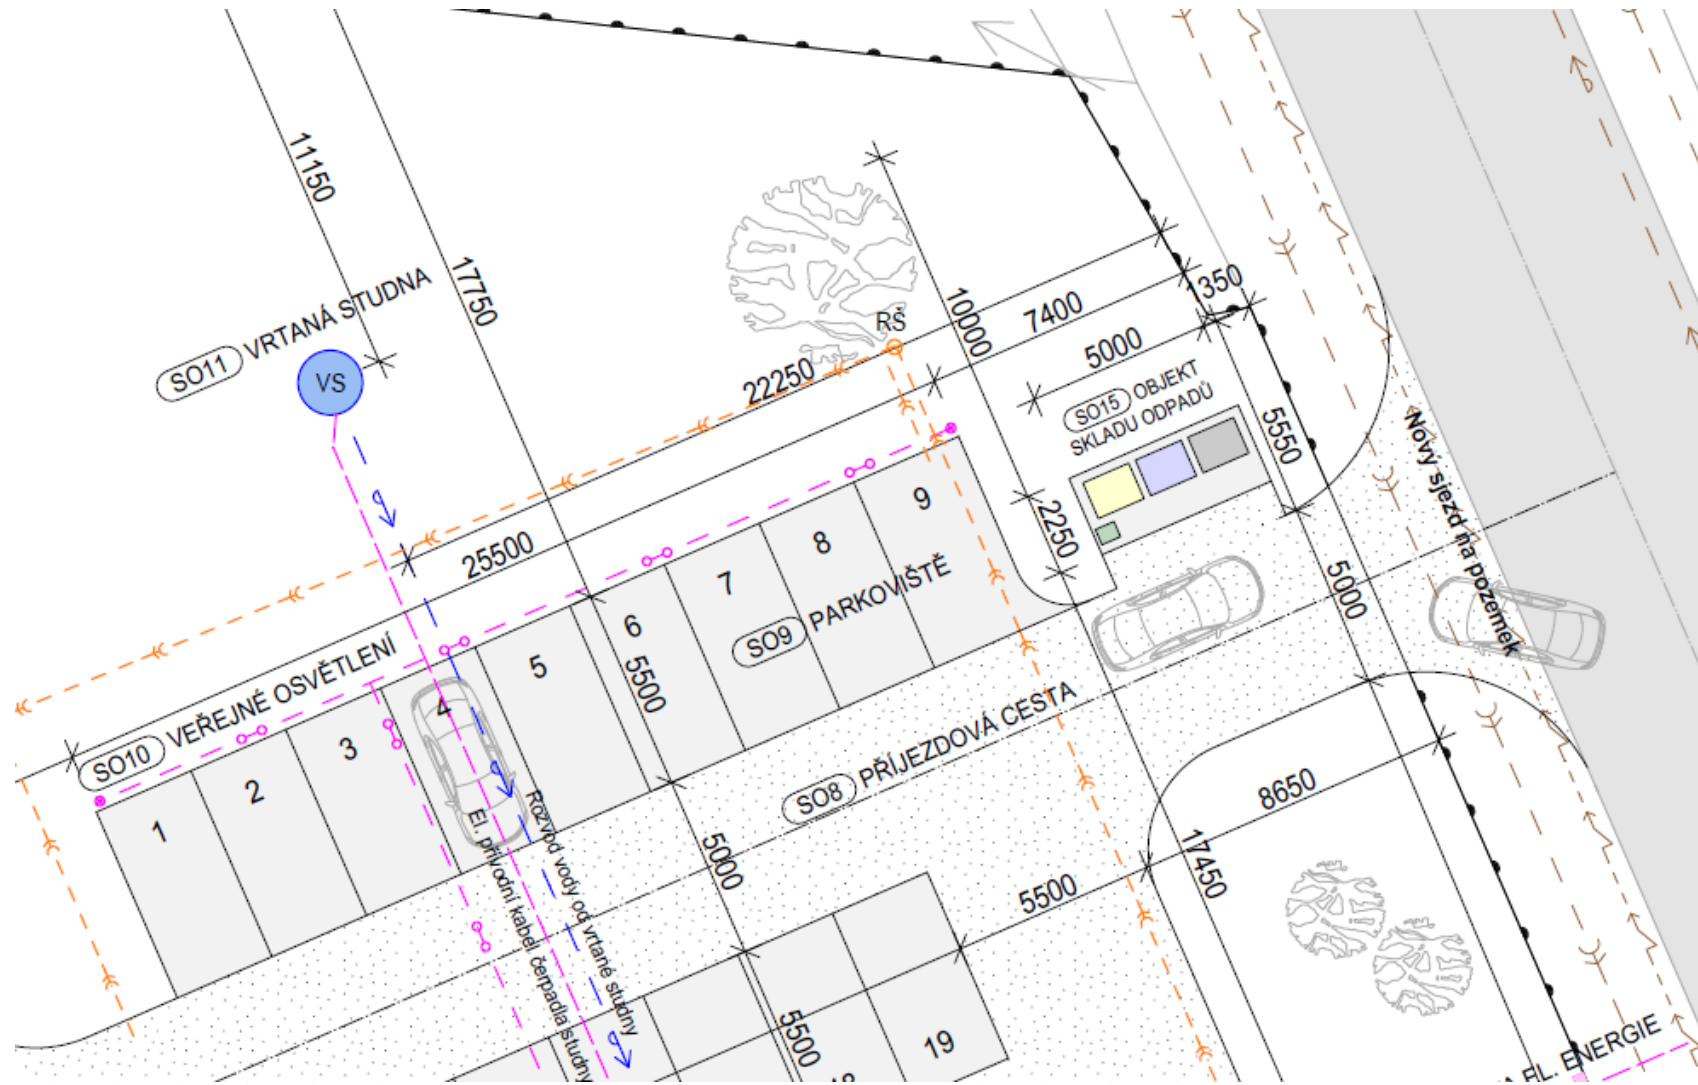 11150
17750
SO11 VRTANÁ STUDNA
VS
RŠ
10000
7400
1350
5000
22250
SO15 OBJEKT
SKLADU ODPADŮ
5550
Nový sjezd na pozemek
25500
2250
5000
9
8
7
6
5
4
3
2
1
SO9 PARKOVIŠTĚ
SO10 VEŘEJNÉ OSVĚTLENÍ
5500
SO8 PŘÍJEZDOVÁ CESTA
8650
5000
17450
5500
El. přívodní kabel čerpadla studny
Rozvod vody od vrtané studny
5500
19
18
EL. ENERGIE